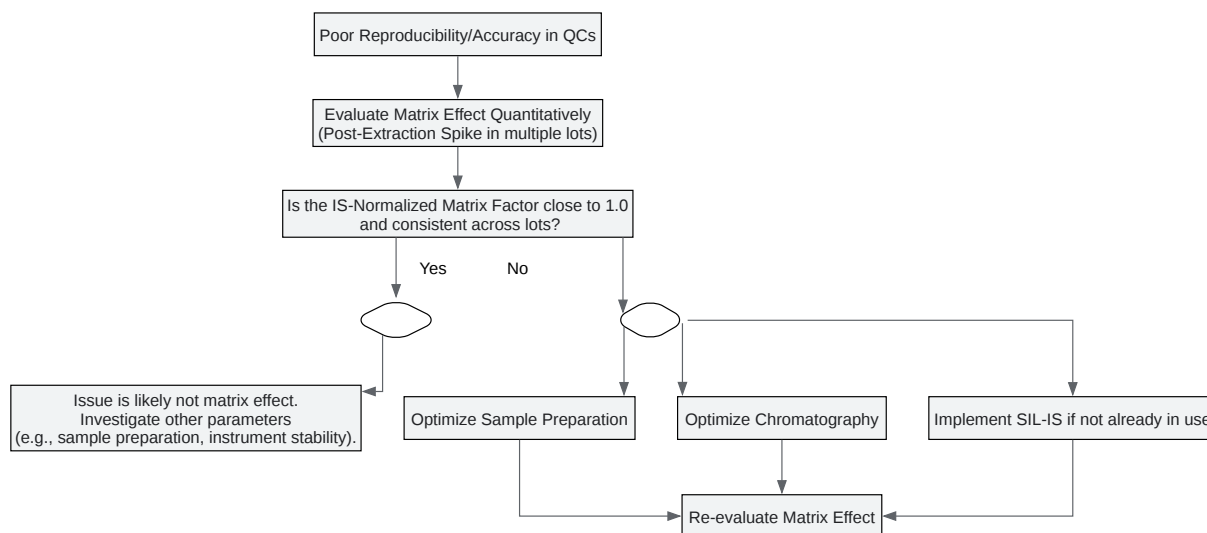 Poor Reproducibility/Accuracy in QCs
Evaluate Matrix Effect Quantitatively
(Post-Extraction Spike in multiple lots)
Is the IS-Normalized Matrix Factor close to 1.0
and consistent across lots?
Yes
No
Issue is likely not matrix effect.
Investigate other parameters
(e.g., sample preparation, instrument stability).
Optimize Sample Preparation
Optimize Chromatography
Implement SIL-IS if not already in use
Re-evaluate Matrix Effect